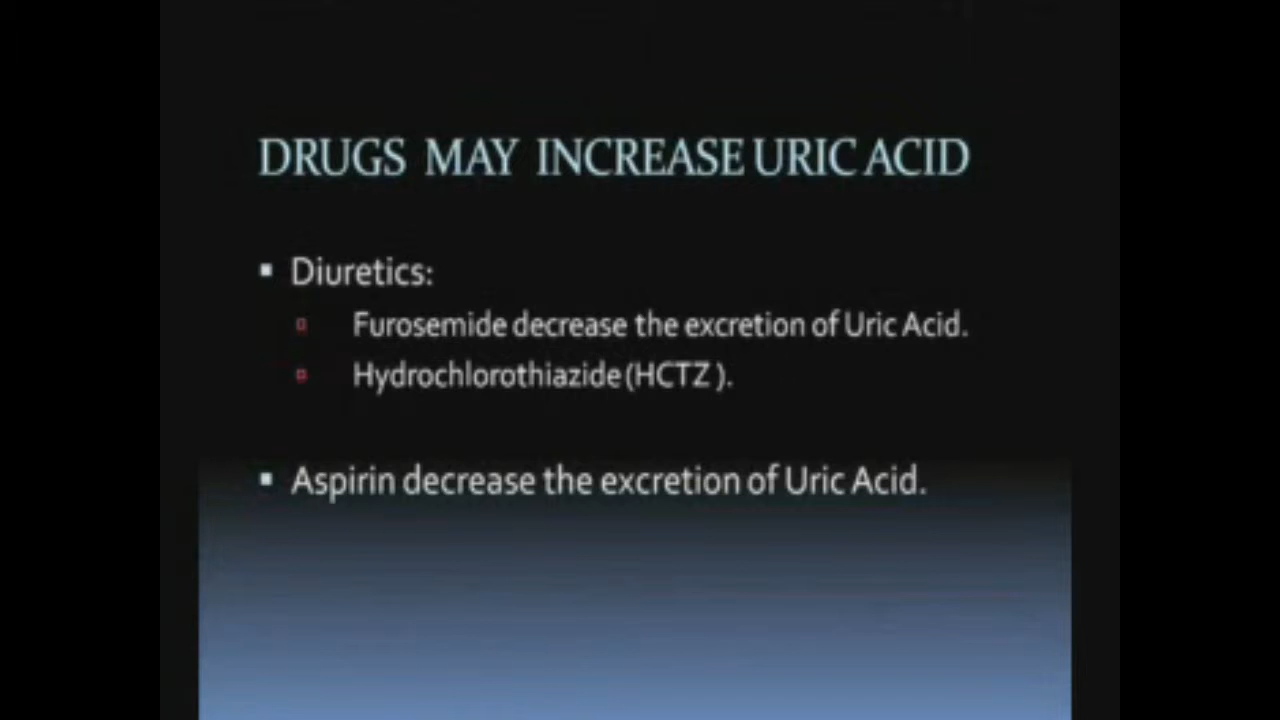 DRUGS MAY INCREASE URIC ACID
Diuretics:
Furosemide decrease the excretion of Uric Acid.
Hydrochlorothiazide (HCTZ ).
Aspirin decrease the excretion of Uric Acid.